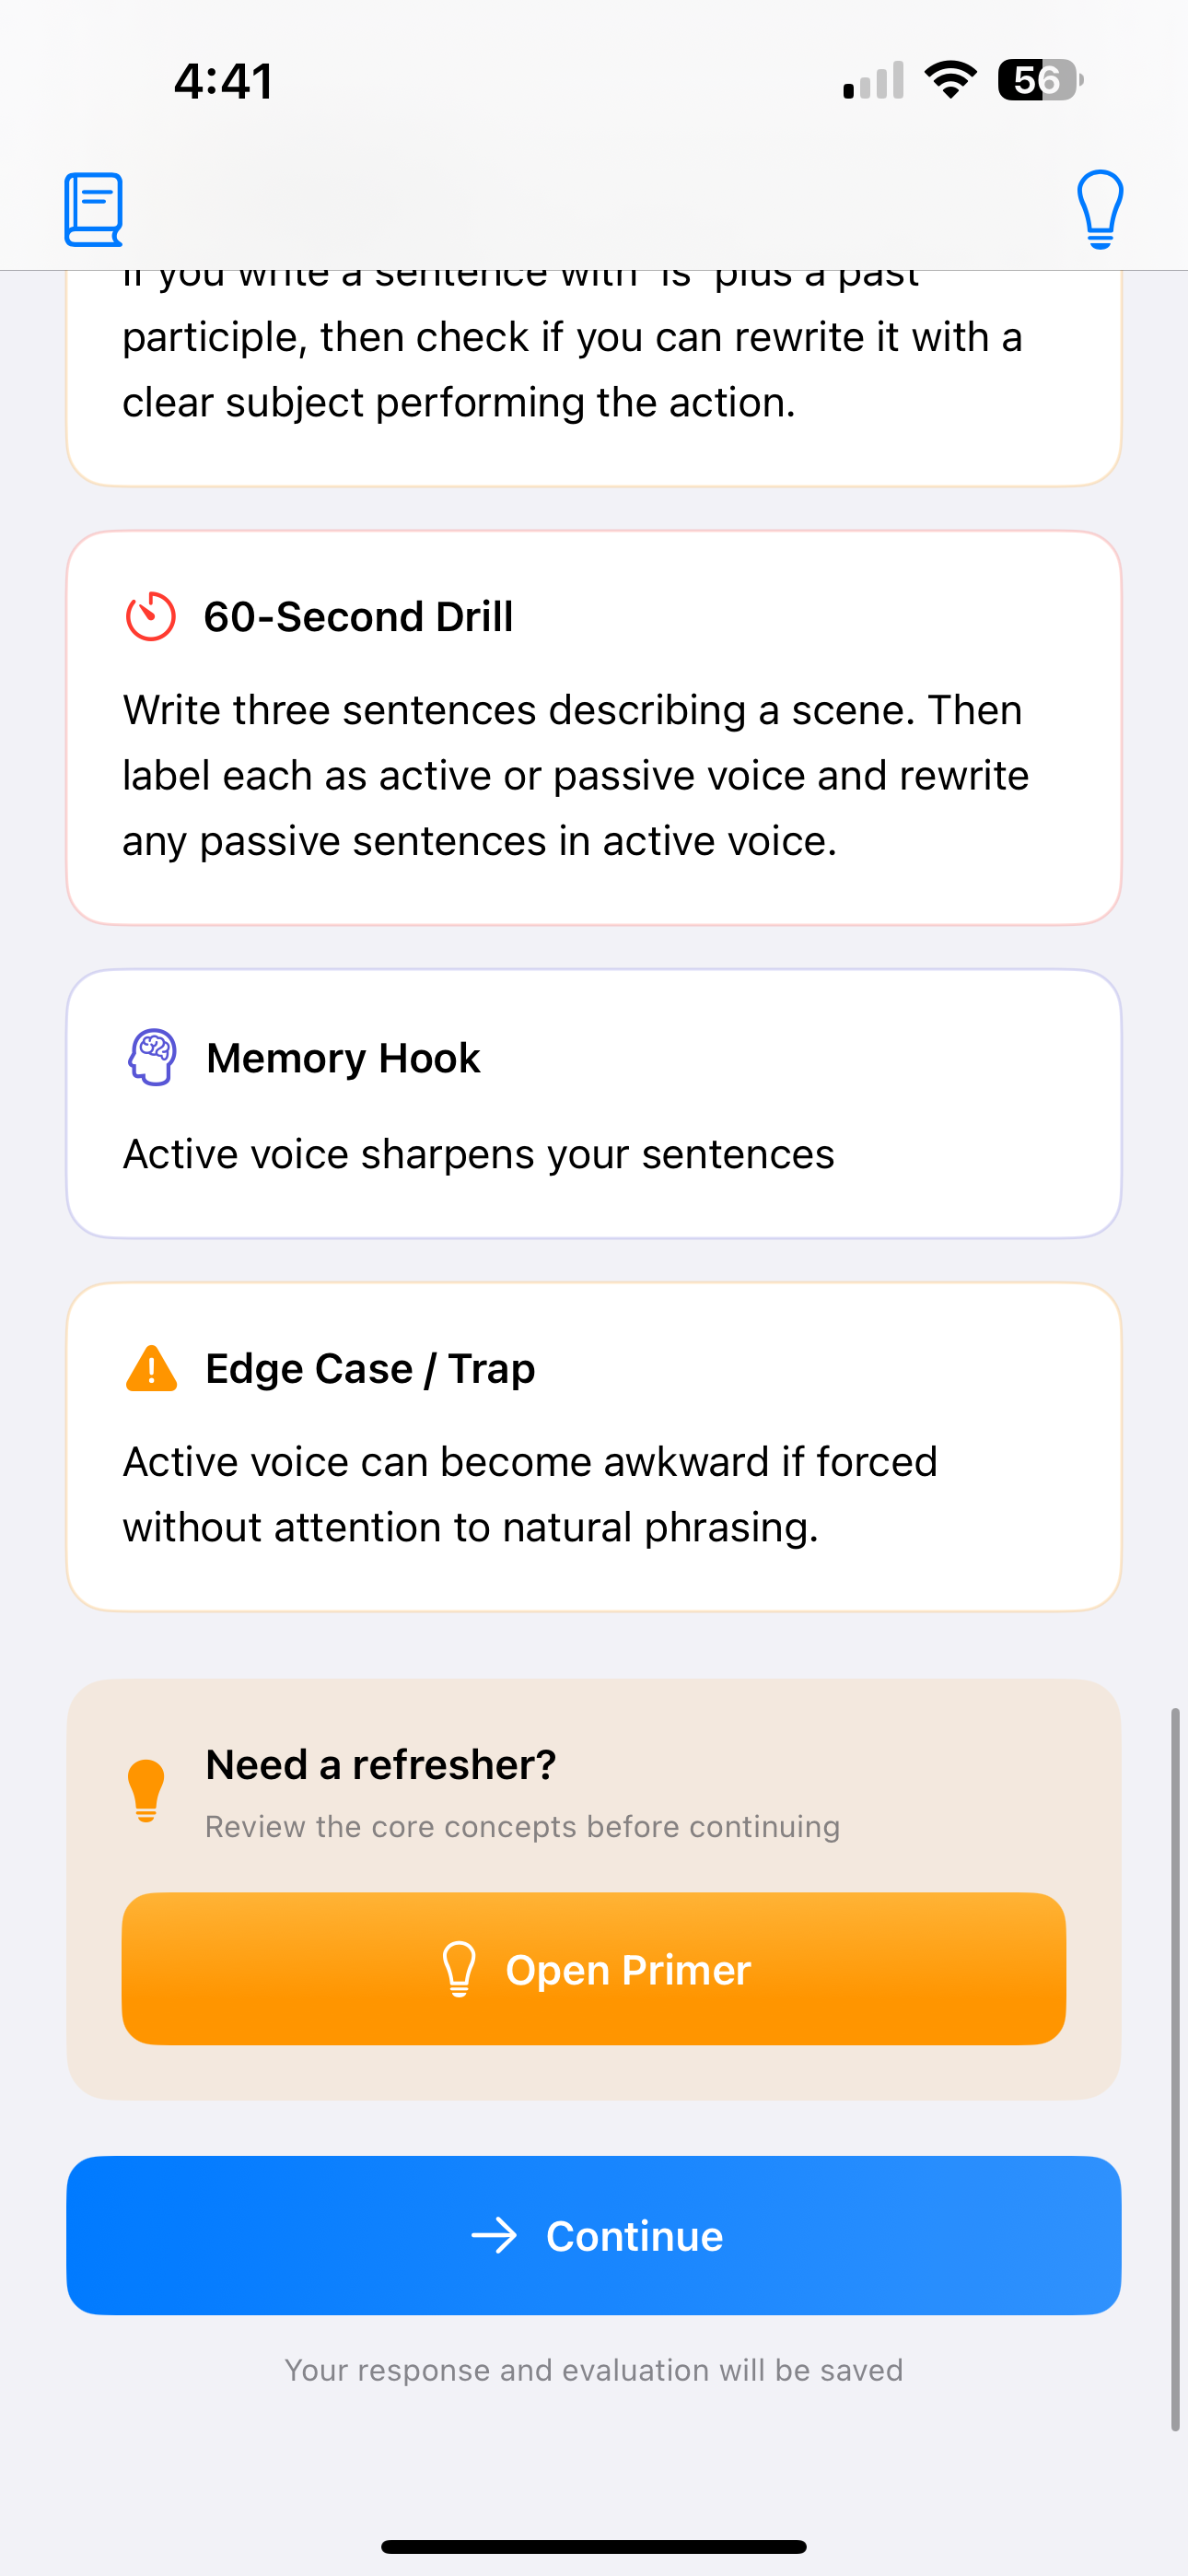 4:41
56
If you write a sentence with "is" plus a past
participle, then check if you can rewrite it with a
clear subject performing the action.
60-Second Drill
Write three sentences describing a scene. Then
label each as active or passive voice and rewrite
any passive sentences in active voice.
Memory Hook
Active voice sharpens your sentences
Edge Case / Trap
Active voice can become awkward if forced
without attention to natural phrasing.
Need a refresher?
Review the core concepts before continuing
Open Primer
Continue
Your response and evaluation will be saved